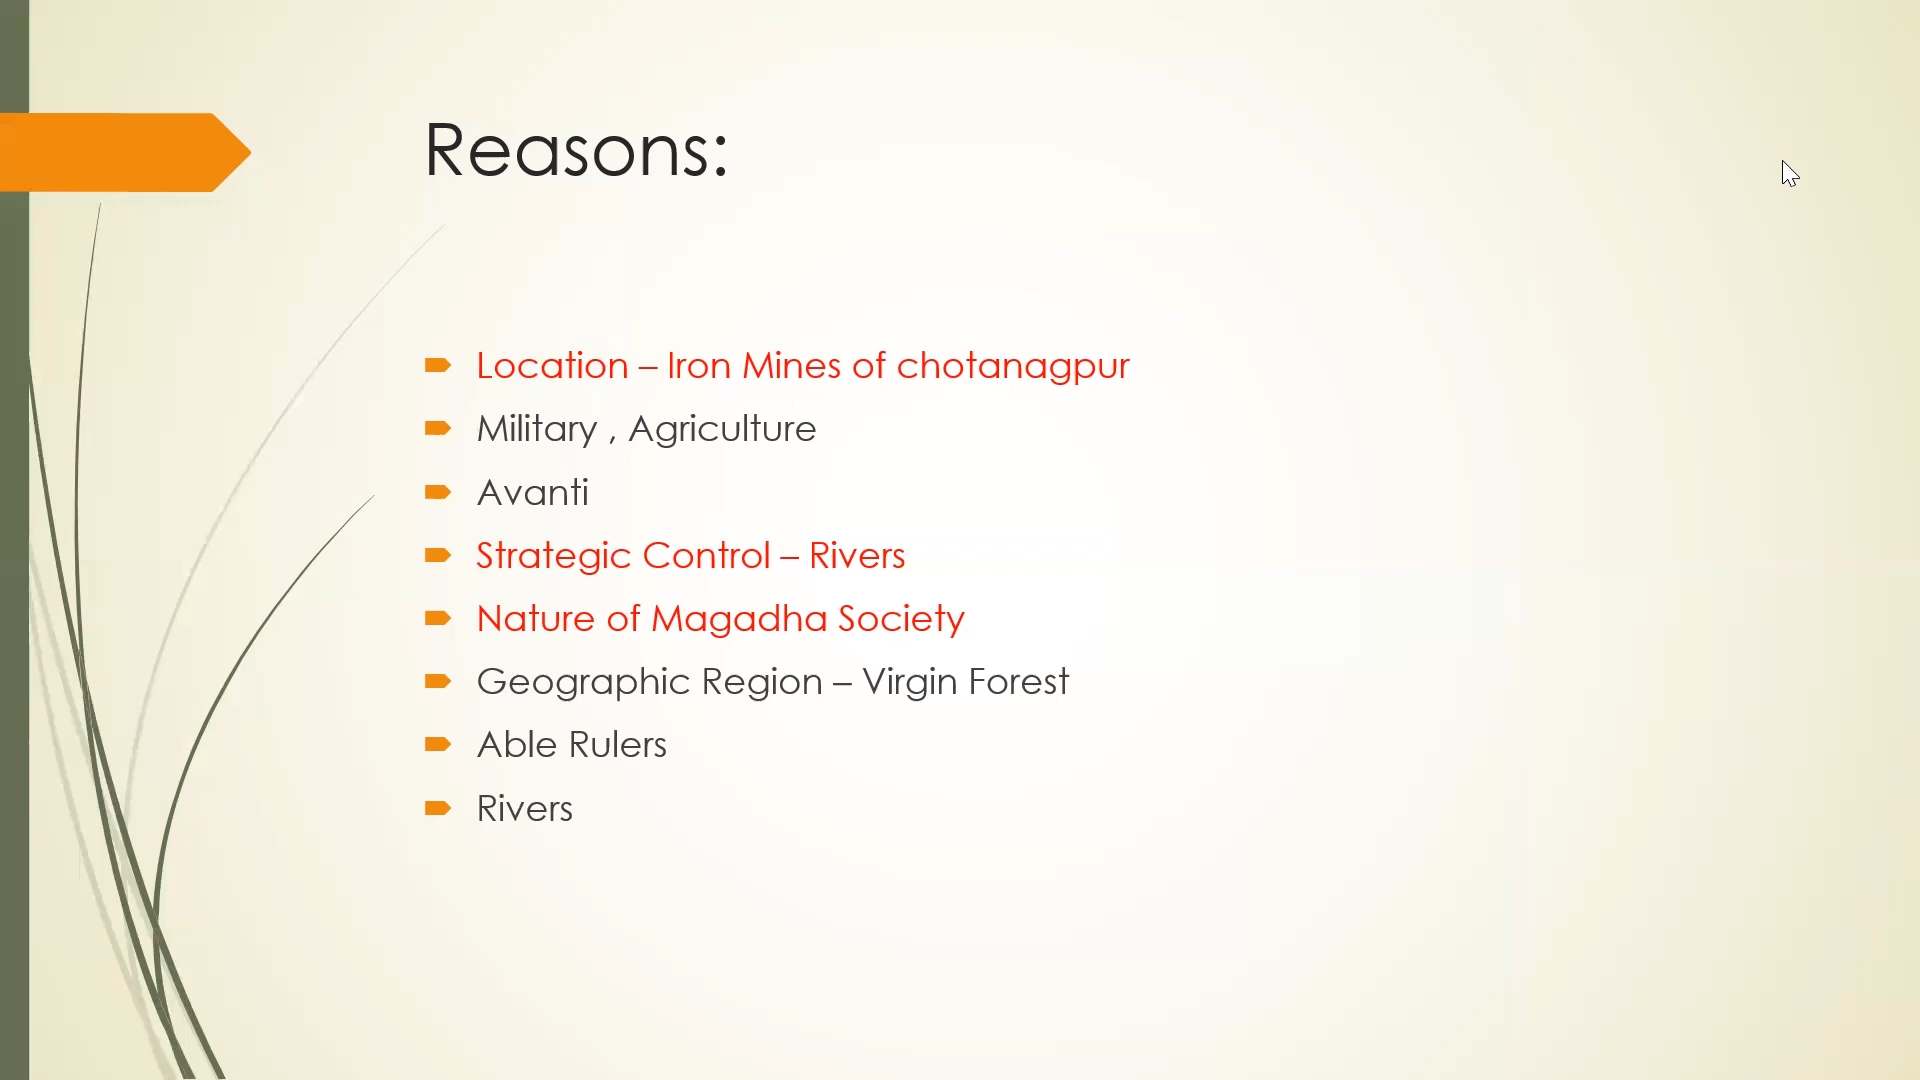 Reasons:
Location – Iron Mines of chotanagpur
Military , Agriculture
Avanti
Strategic Control – Rivers
Nature of Magadha Society
Geographic Region – Virgin Forest
Able Rulers
Rivers